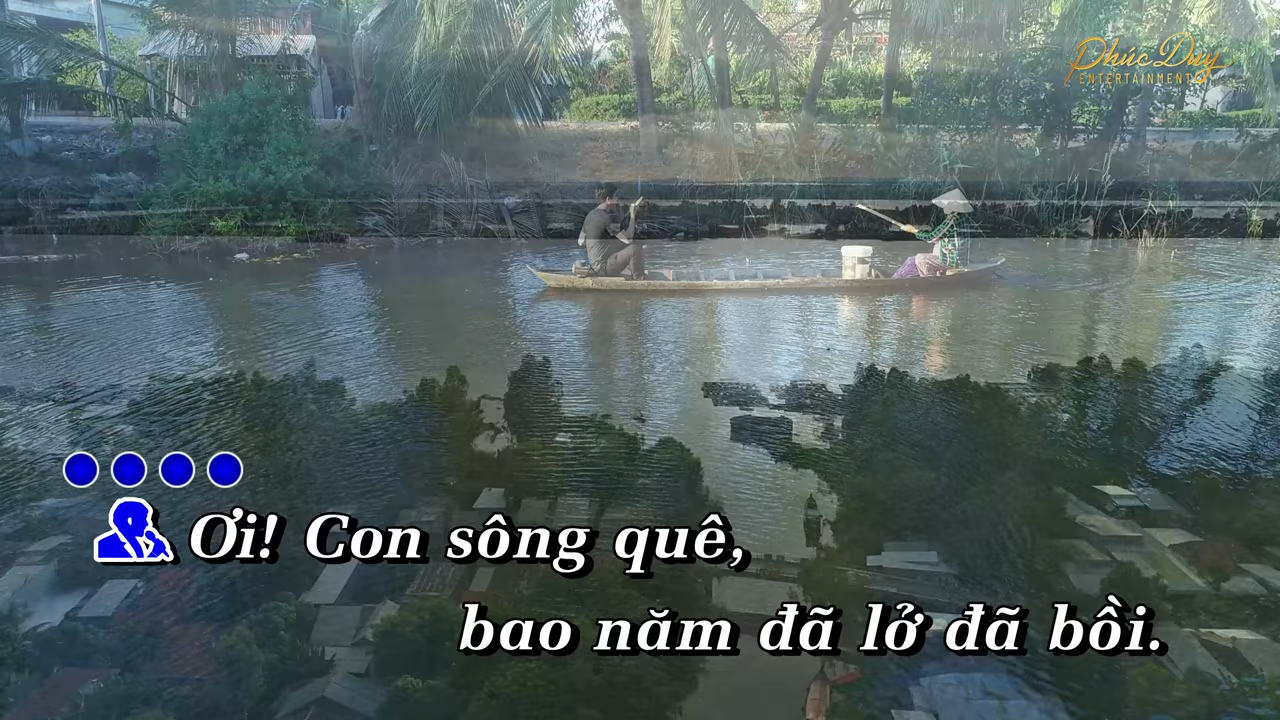 Phúc Duy
ENTERTAINMENT
Ơi! Con sông quê,
bao năm đã lở đã bồi.